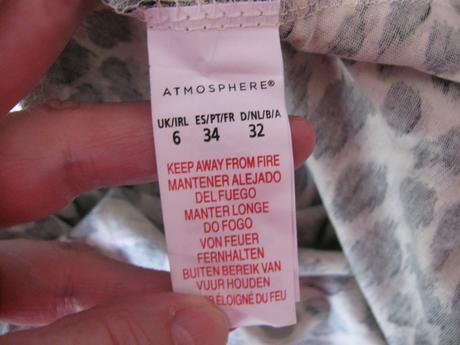 ATMOSPHERE®
UK/IRL ES/PT/FR D/NL/B/A
6 34 32
KEEP AWAY FROM FIRE
MANTENER ALEJADO
DEL FUEGO
MANTER LONGE
DO FOGO
VON FEUER
FERNHALTEN
BUITEN BEREIK VAN
VUUR HOUDEN
ÉLOIGNÉ DU FEU